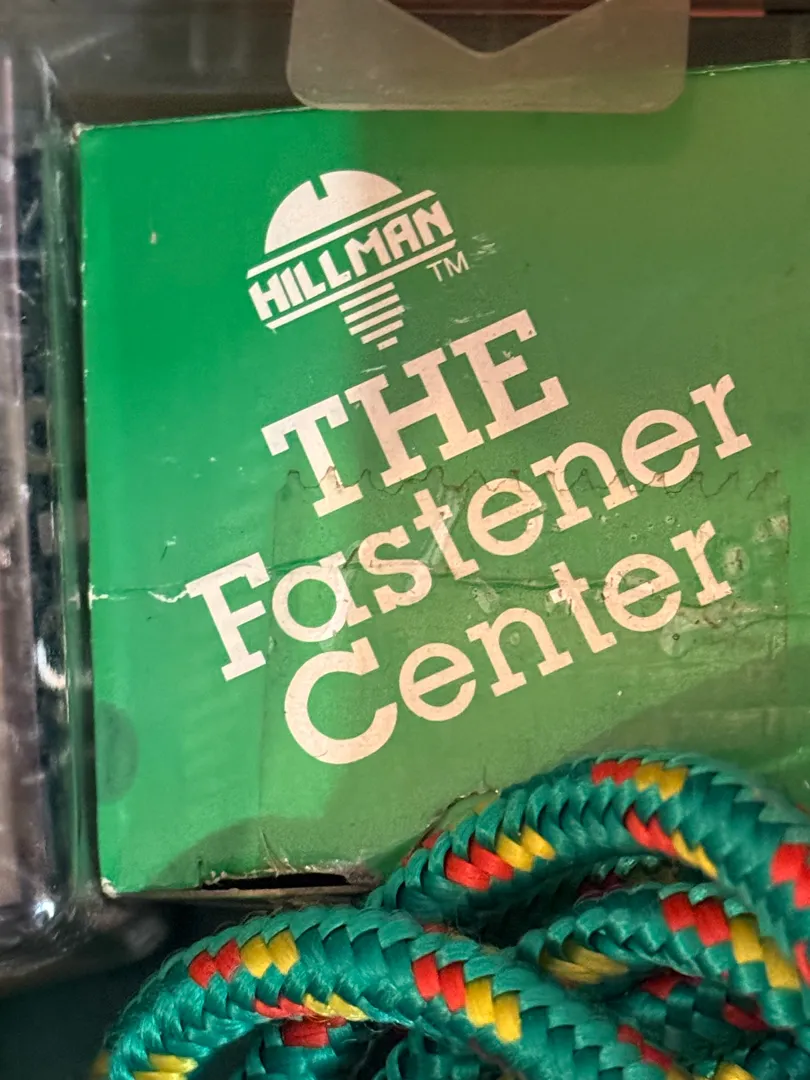 HILLMAN
TM
THE
Fastener
Center